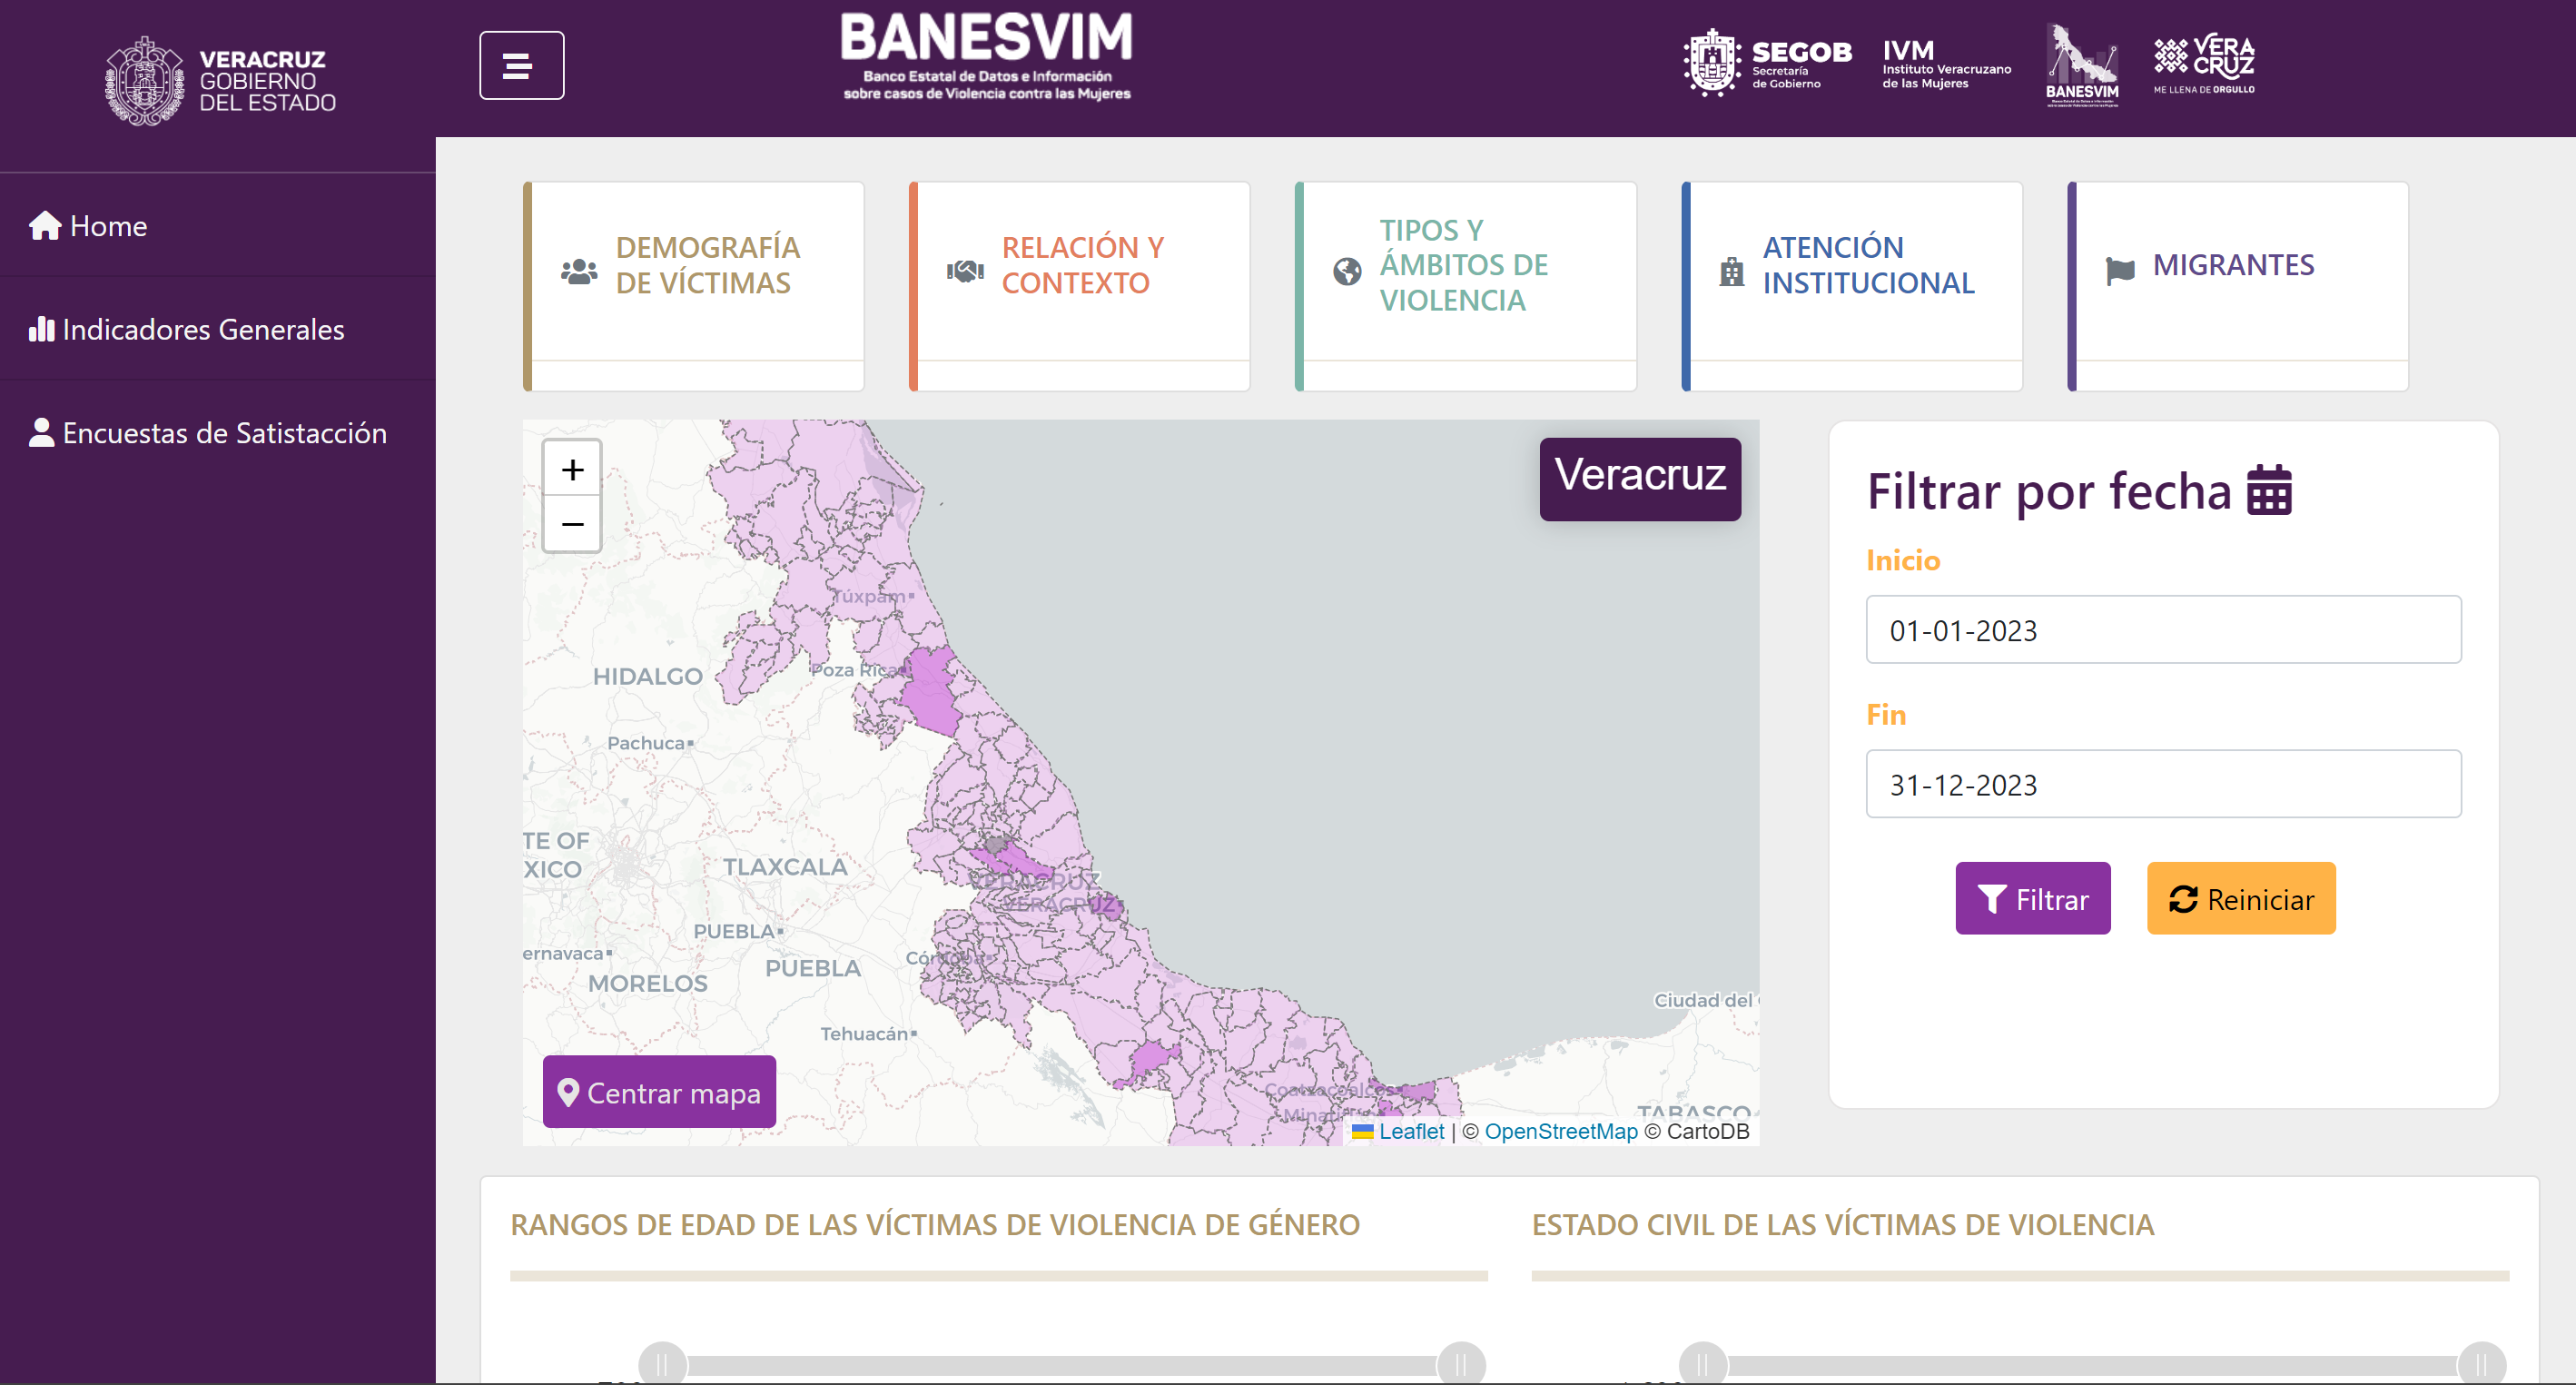 VERACRUZ
GOBIERNO
DEL ESTADO
BANESVIM
Banco Estatal de Datos e Información
sobre casos de Violencia contra las Mujeres
SEGOB
Secretaría
de Gobierno
IVM
Instituto Veracruzano
de las Mujeres
BANESVIM
VERA
CRUZ
ME LLENA DE ORGULLO
Home
Indicadores Generales
Encuestas de Satistacción
DEMOGRAFÍA
DE VÍCTIMAS
RELACIÓN Y
CONTEXTO
TIPOS Y
ÁMBITOS DE
VIOLENCIA
ATENCIÓN
INSTITUCIONAL
MIGRANTES
+
−
Veracruz
Túxpam
Poza Rica
HIDALGO
Pachuca
TE OF
XICO
TLAXCALA
VERACRUZ
VERACRUZ
PUEBLA
ernavaca
Córdoba
PUEBLA
MORELOS
Ciudad del
Tehuacán
Coatzacoalcos
TABASCO
Centrar mapa
Leaflet | © OpenStreetMap © CartoDB
Filtrar por fecha
Inicio
01-01-2023
Fin
31-12-2023
Filtrar
Reiniciar
RANGOS DE EDAD DE LAS VÍCTIMAS DE VIOLENCIA DE GÉNERO
ESTADO CIVIL DE LAS VÍCTIMAS DE VIOLENCIA